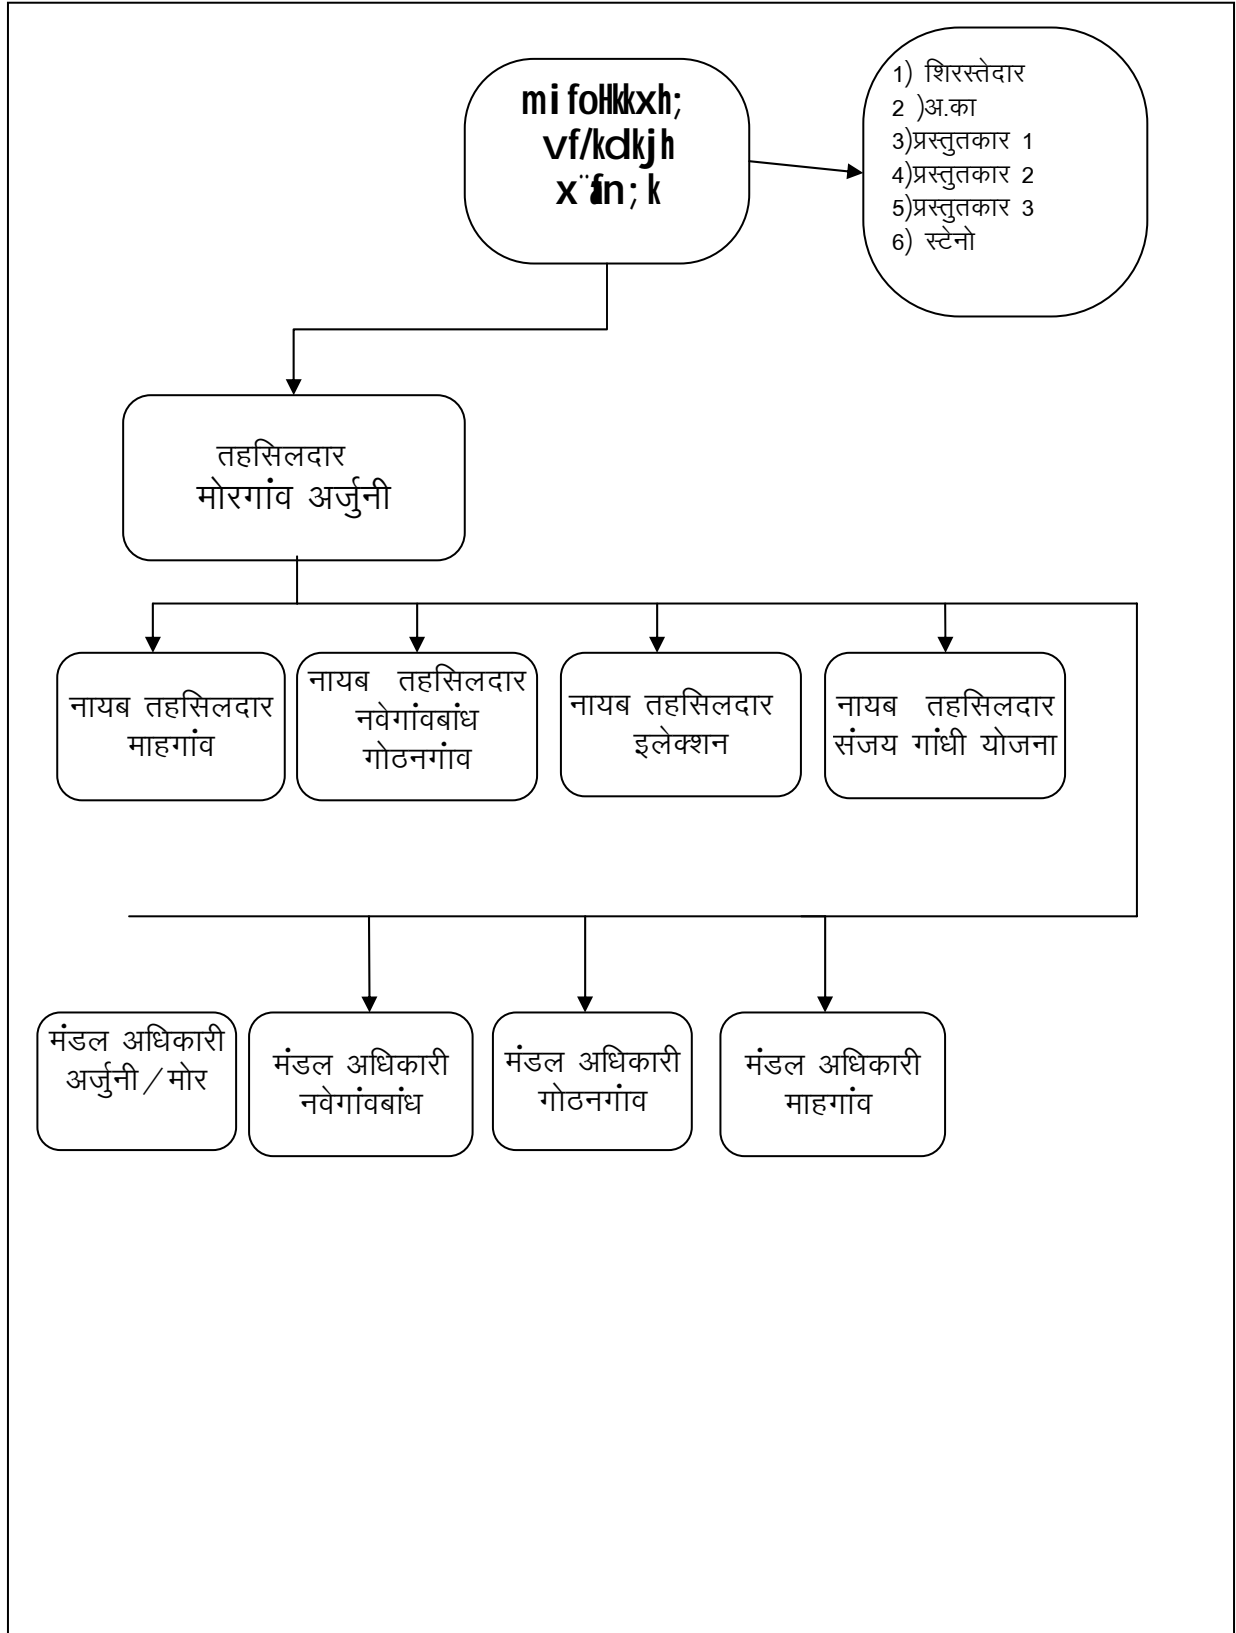 mi foHkkxh;
vf/kdkjh
x¨afn;k
1) शिरस्तेदार
2 )अ.का
3)प्रस्तुतकार 1
4)प्रस्तुतकार 2
5)प्रस्तुतकार 3
6) स्टेनो
तहसिलदार
मोरगांव अर्जुनी
नायब तहसिलदार
माहगांव
नायब तहसिलदार
नवेगांवबांध
गोठनगांव
नायब तहसिलदार
इलेक्शन
नायब तहसिलदार
संजय गांधी योजना
मंडल अधिकारी
अर्जुनी / मोर
मंडल अधिकारी
नवेगांवबांध
मंडल अधिकारी
गोठनगांव
मंडल अधिकारी
माहगांव